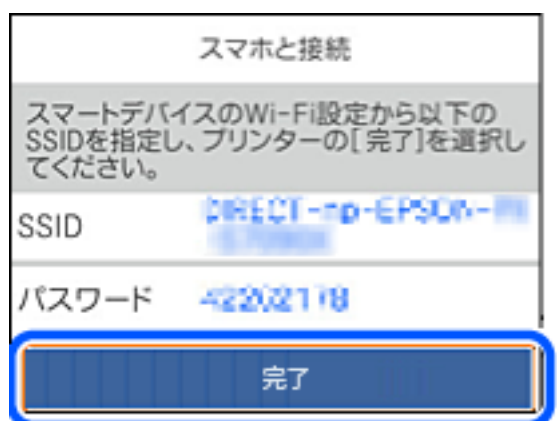 スマホと接続
スマートデバイスのWi-Fi設定から以下の
SSIDを指定し、プリンターの[完了]を選択し
てください。
SSID
パスワード
完了